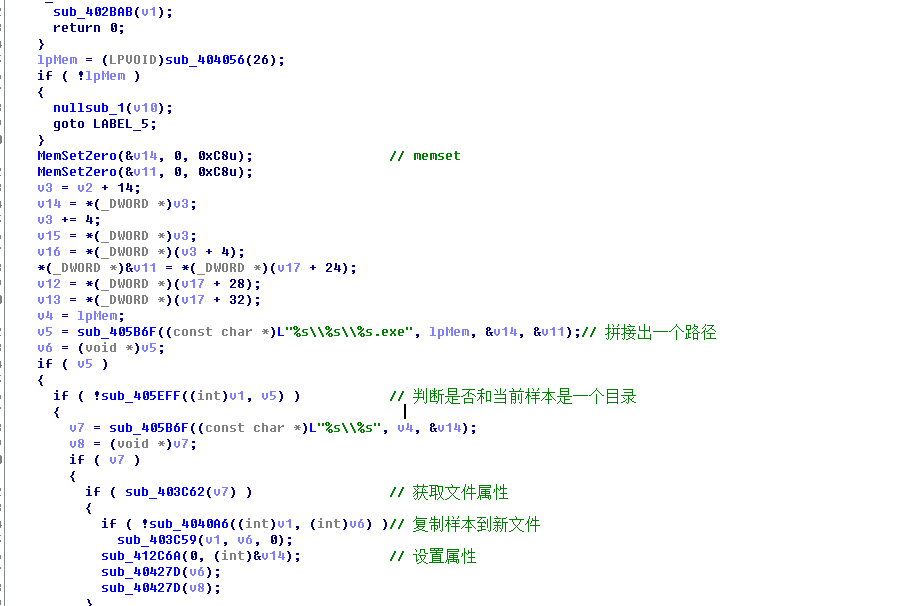 sub_402BAB(v1);
return 0;
}
lpMem = (LPVOID)sub_404056(26);
if ( !lpMem )
{
nullsub_1(v10);
goto LABEL_5;
}
MemSetZero(&v14, 0, 0xC8u); // memset
MemSetZero(&v11, 0, 0xC8u);
v3 = v2 + 14;
v14 = *(_DWORD *)v3;
v3 += 4;
v15 = *(_DWORD *)v3;
v16 = *(_DWORD *)(v3 + 4);
*(_DWORD *)&v11 = *(_DWORD *)(v17 + 24);
v12 = *(_DWORD *)(v17 + 28);
v13 = *(_DWORD *)(v17 + 32);
v4 = lpMem;
v5 = sub_405B6F((const char *)L"%s\\%s\\%s.exe", lpMem, &v14, &v11);// 拼接出一个路径
v6 = (void *)v5;
if ( v5 )
{
if ( !sub_405EFF((int)v1, v5) ) // 判断是否和当前样本是一个目录
{
v7 = sub_405B6F((const char *)L"%s\\%s", v4, &v14);
v8 = (void *)v7;
if ( v7 )
{
if ( sub_403C62(v7) ) // 获取文件属性
{
if ( !sub_4040A6((int)v1, (int)v6) )// 复制样本到新文件
sub_403C59(v1, v6, 0);
sub_412C6A(0, (int)&v14); // 设置属性
sub_40427D(v6);
sub_40427D(v8);
}